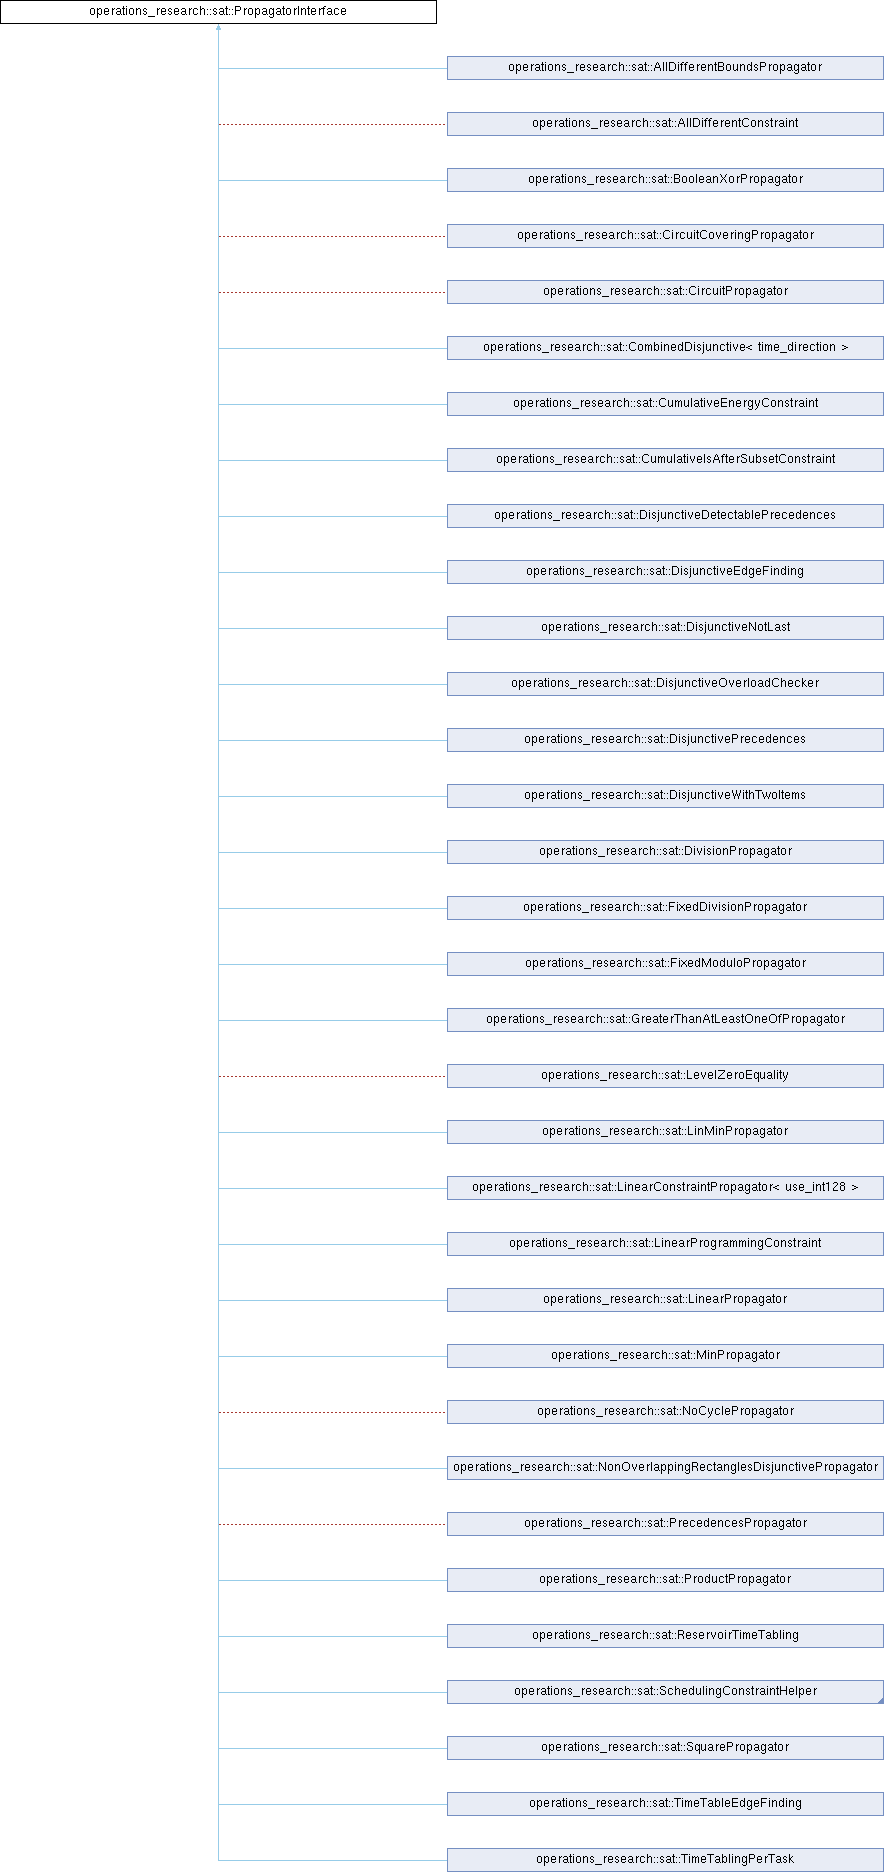 operations_research::sat::PropagatorInterface
operations_research::sat::AllDifferentBoundsPropagator
operations_research::sat::AllDifferentConstraint
operations_research::sat::BooleanXorPropagator
operations_research::sat::CircuitCoveringPropagator
operations_research::sat::CircuitPropagator
operations_research::sat::CombinedDisjunctive< time_direction >
operations_research::sat::CumulativeEnergyConstraint
operations_research::sat::CumulativeIsAfterSubsetConstraint
operations_research::sat::DisjunctiveDetectablePrecedences
operations_research::sat::DisjunctiveEdgeFinding
operations_research::sat::DisjunctiveNotLast
operations_research::sat::DisjunctiveOverloadChecker
operations_research::sat::DisjunctivePrecedences
operations_research::sat::DisjunctiveWithTwoItems
operations_research::sat::DivisionPropagator
operations_research::sat::FixedDivisionPropagator
operations_research::sat::FixedModuloPropagator
operations_research::sat::GreaterThanAtLeastOneOfPropagator
operations_research::sat::LevelZeroEquality
operations_research::sat::LinMinPropagator
operations_research::sat::LinearConstraintPropagator< use_int128 >
operations_research::sat::LinearProgrammingConstraint
operations_research::sat::LinearPropagator
operations_research::sat::MinPropagator
operations_research::sat::NoCyclePropagator
operations_research::sat::NonOverlappingRectanglesDisjunctivePropagator
operations_research::sat::PrecedencesPropagator
operations_research::sat::ProductPropagator
operations_research::sat::ReservoirTimeTabling
operations_research::sat::SchedulingConstraintHelper
operations_research::sat::SquarePropagator
operations_research::sat::TimeTableEdgeFinding
operations_research::sat::TimeTablingPerTask